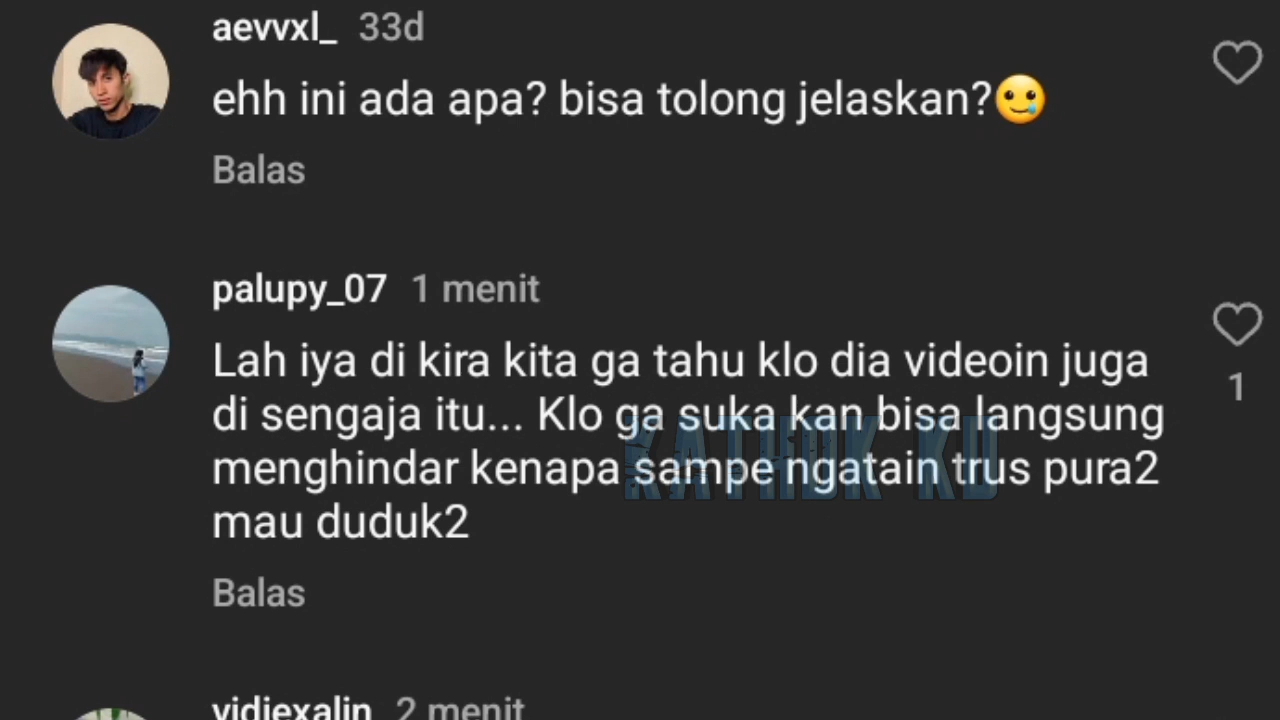 aevvxl_ 33d
ehh ini ada apa? bisa tolong jelaskan?🥲
Balas
palupy_07 1 menit
Lah iya di kira kita ga tahu klo dia videoin juga
1
di sengaja itu... Klo ga suka kan bisa langsung
menghindar kenapa sampe ngatain trus pura2
mau duduk2
KATHOK KU
Balas
vidiexalin 2 menit